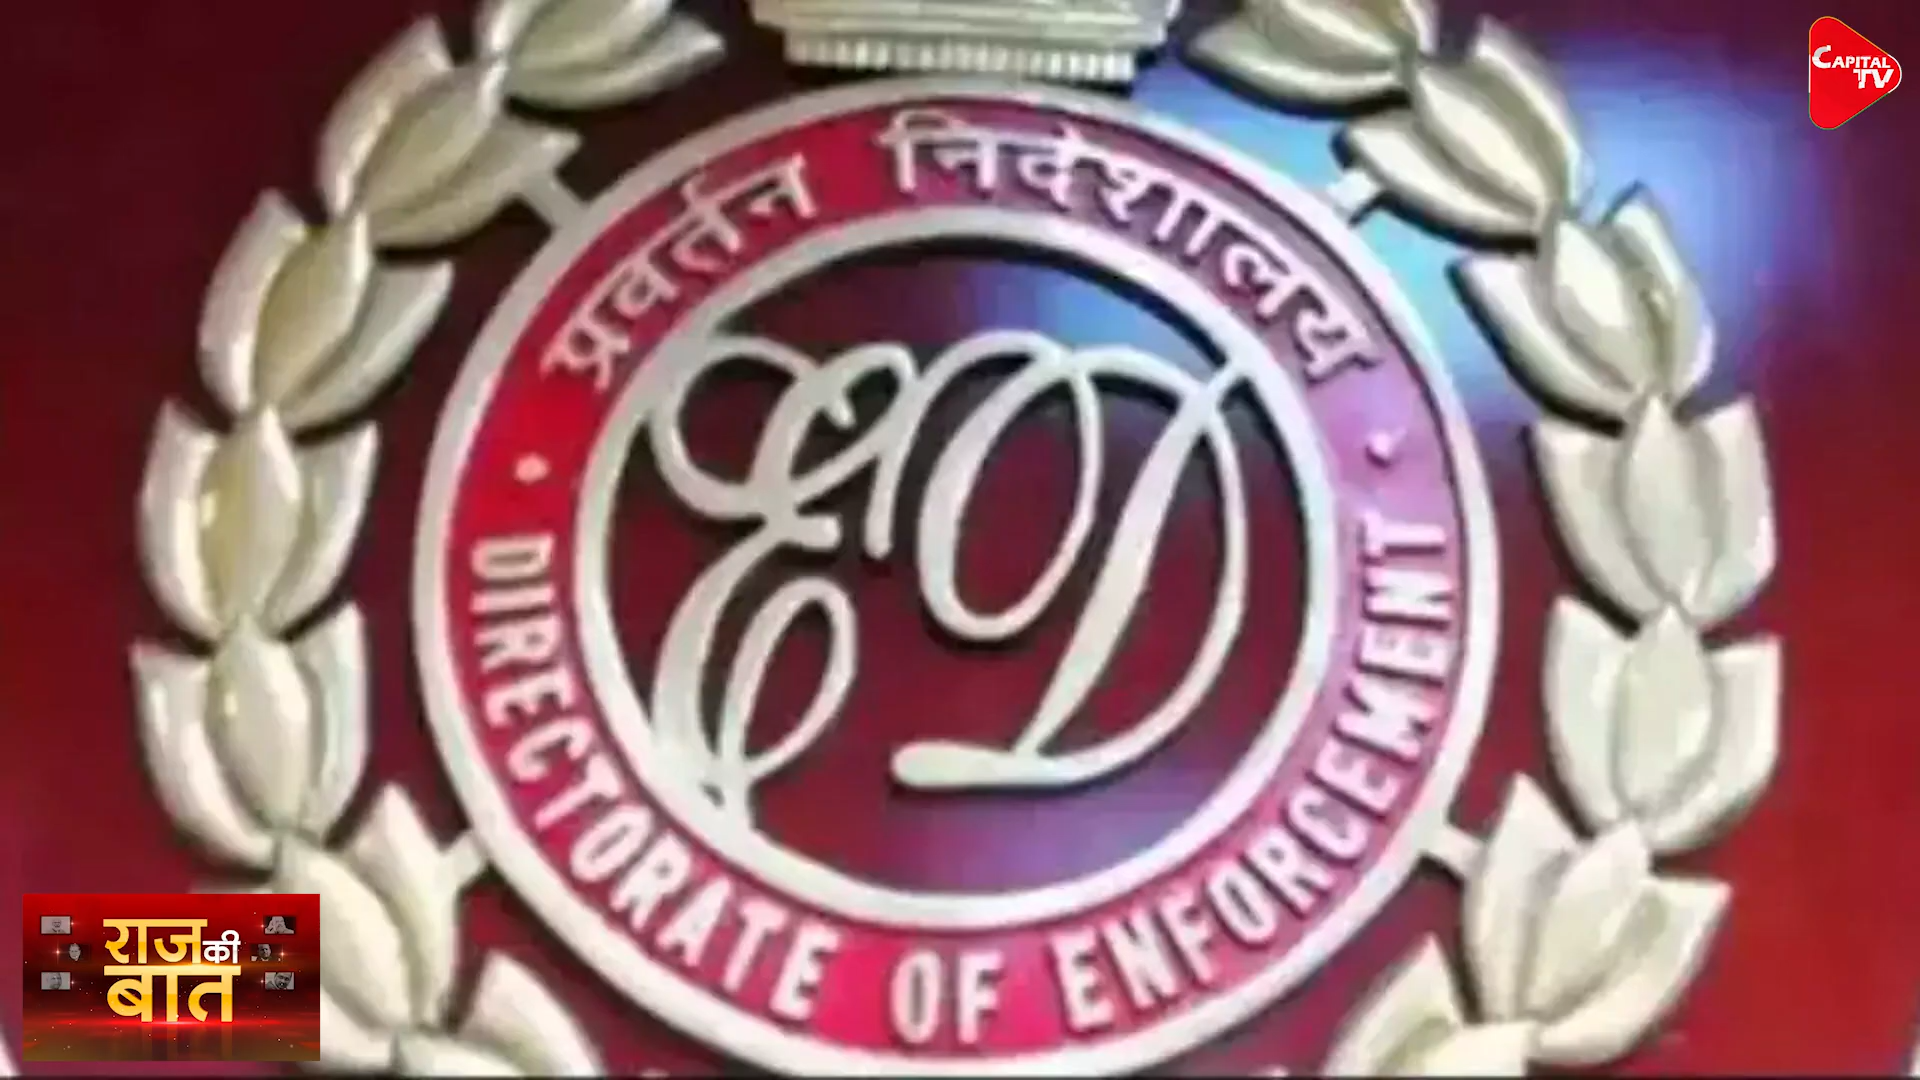 CAPITAL
TV
प्रवर्तन निदेशालय
ED
DIRECTORATE OF ENFORCEMENT
राज की
बात